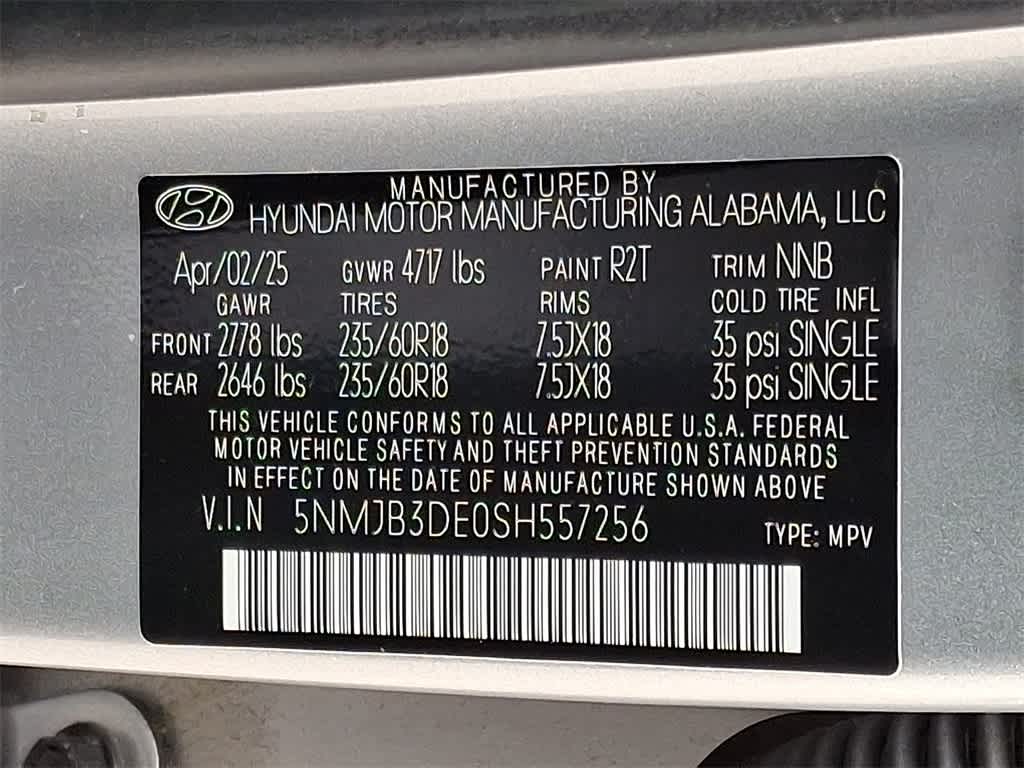 MANUFACTURED BY
HYUNDAI MOTOR MANUFACTURING ALABAMA, LLC
Apr/02/25 GVWR 4717 lbs PAINT R2T TRIM NNB
GAWR TIRES RIMS COLD TIRE INFL
FRONT 2778 lbs 235/60R18 7.5JX18 35 psi SINGLE
REAR 2646 lbs 235/60R18 7.5JX18 35 psi SINGLE
THIS VEHICLE CONFORMS TO ALL APPLICABLE U.S.A. FEDERAL
MOTOR VEHICLE SAFETY AND THEFT PREVENTION STANDARDS
IN EFFECT ON THE DATE OF MANUFACTURE SHOWN ABOVE
V.I.N 5NMJB3DE0SH557256 TYPE: MPV